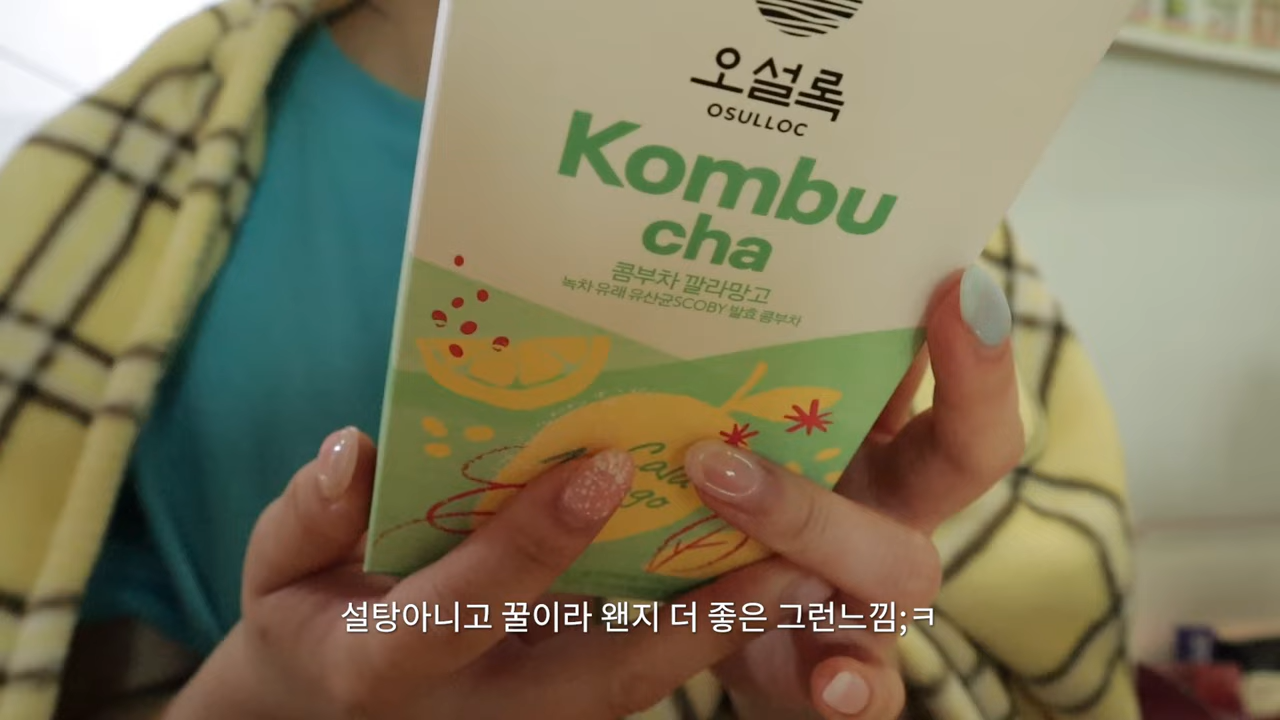 오설록
OSULLOC
Kombu
cha
콤부차 깔라망고
녹차 유래 유산균SCOBY 발효 콤부차
설탕아니고 꿀이라 왠지 더 좋은 그런느낌;ㅋ